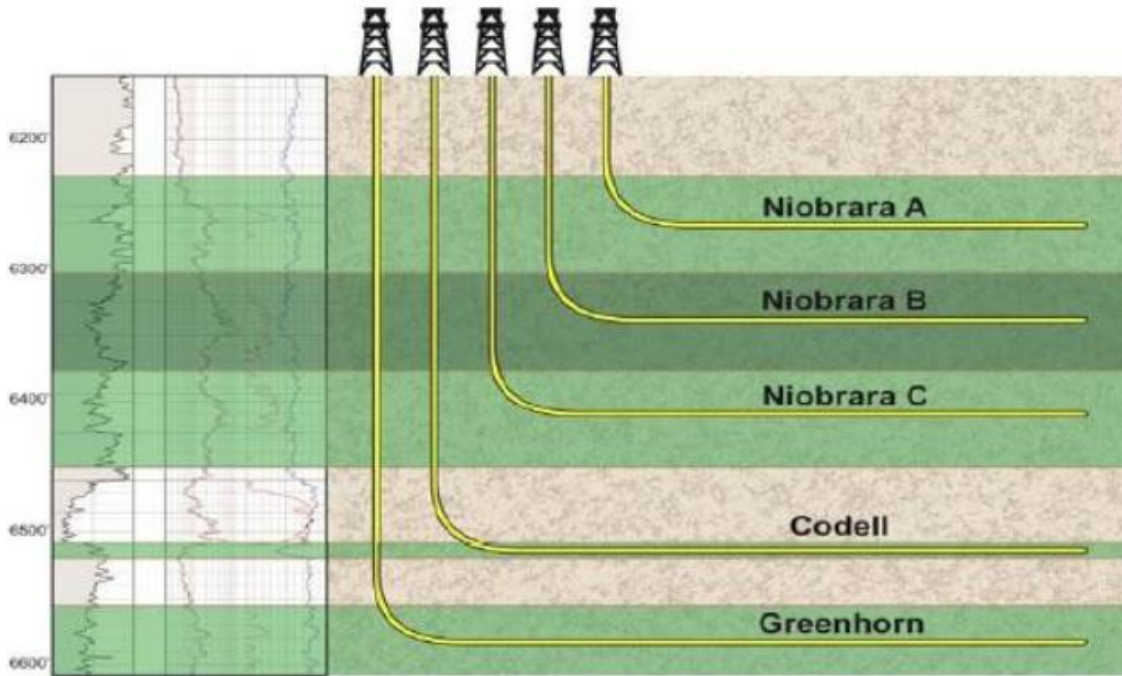 6200'
Niobrara A
6300'
Niobrara B
6400'
Niobrara C
6500'
Codell
Greenhorn
6600'